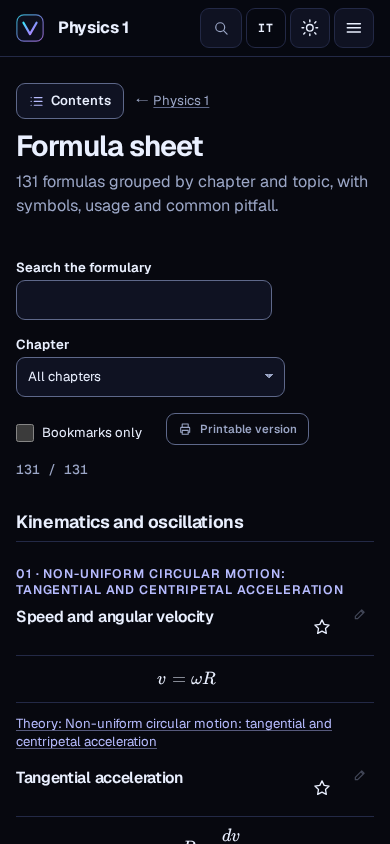 Physics 1
IT
Contents
← Physics 1
Formula sheet
131 formulas grouped by chapter and topic, with
symbols, usage and common pitfall.
Search the formulary
Chapter
All chapters
Bookmarks only
Printable version
131 / 131
Kinematics and oscillations
01 · NON-UNIFORM CIRCULAR MOTION:
TANGENTIAL AND CENTRIPETAL ACCELERATION
Speed and angular velocity
v = ωR
Theory: Non-uniform circular motion: tangential and
centripetal acceleration
Tangential acceleration
dv